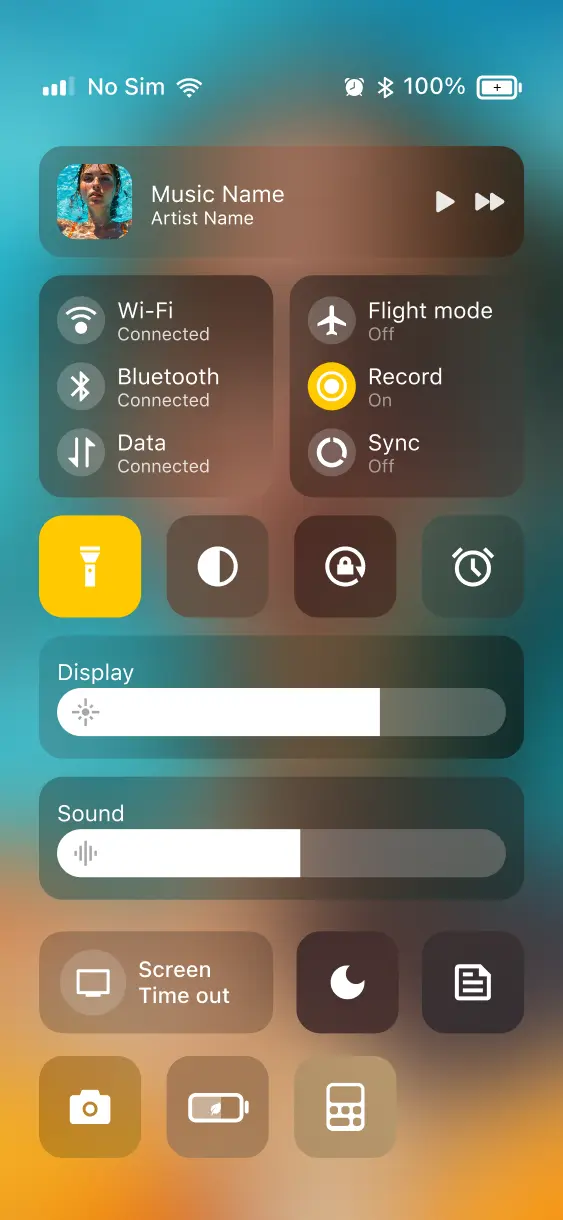 No Sim 100%
Music Name
Artist Name
Wi-Fi
Connected
Bluetooth
Connected
Data
Connected
Flight mode
Off
Record
On
Sync
Off
Display
Sound
Screen
Time out